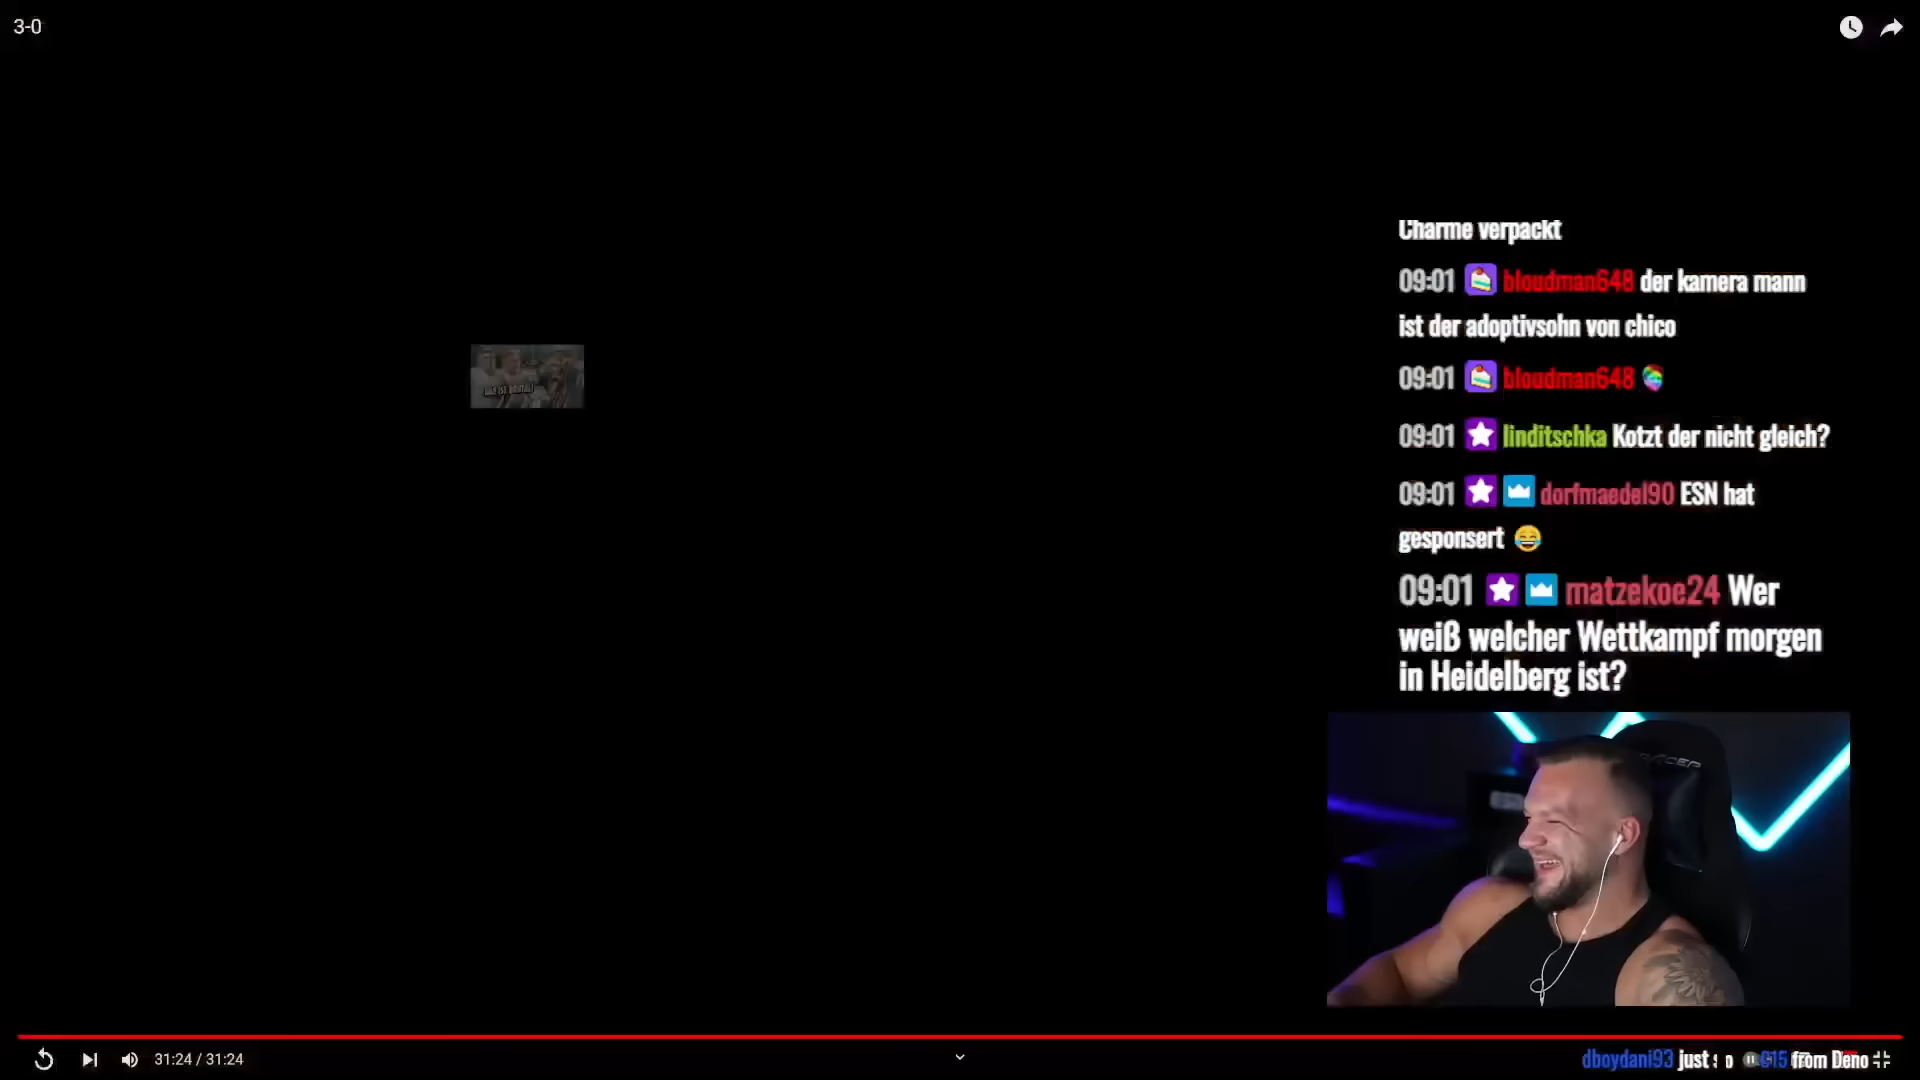 3-0
Charme verpackt
09:01 bloudman648 der kamera mann
ist der adoptivsohn von chico
09:01 bloudman648
09:01 linditschka Kotzt der nicht gleich?
09:01 dorfmaedel90 ESN hat
gesponsert 😂
09:01 matzekoe24 Wer
weiß welcher Wettkampf morgen
in Heidelberg ist?
31:24 / 31:24
dboydani93 just from Deno